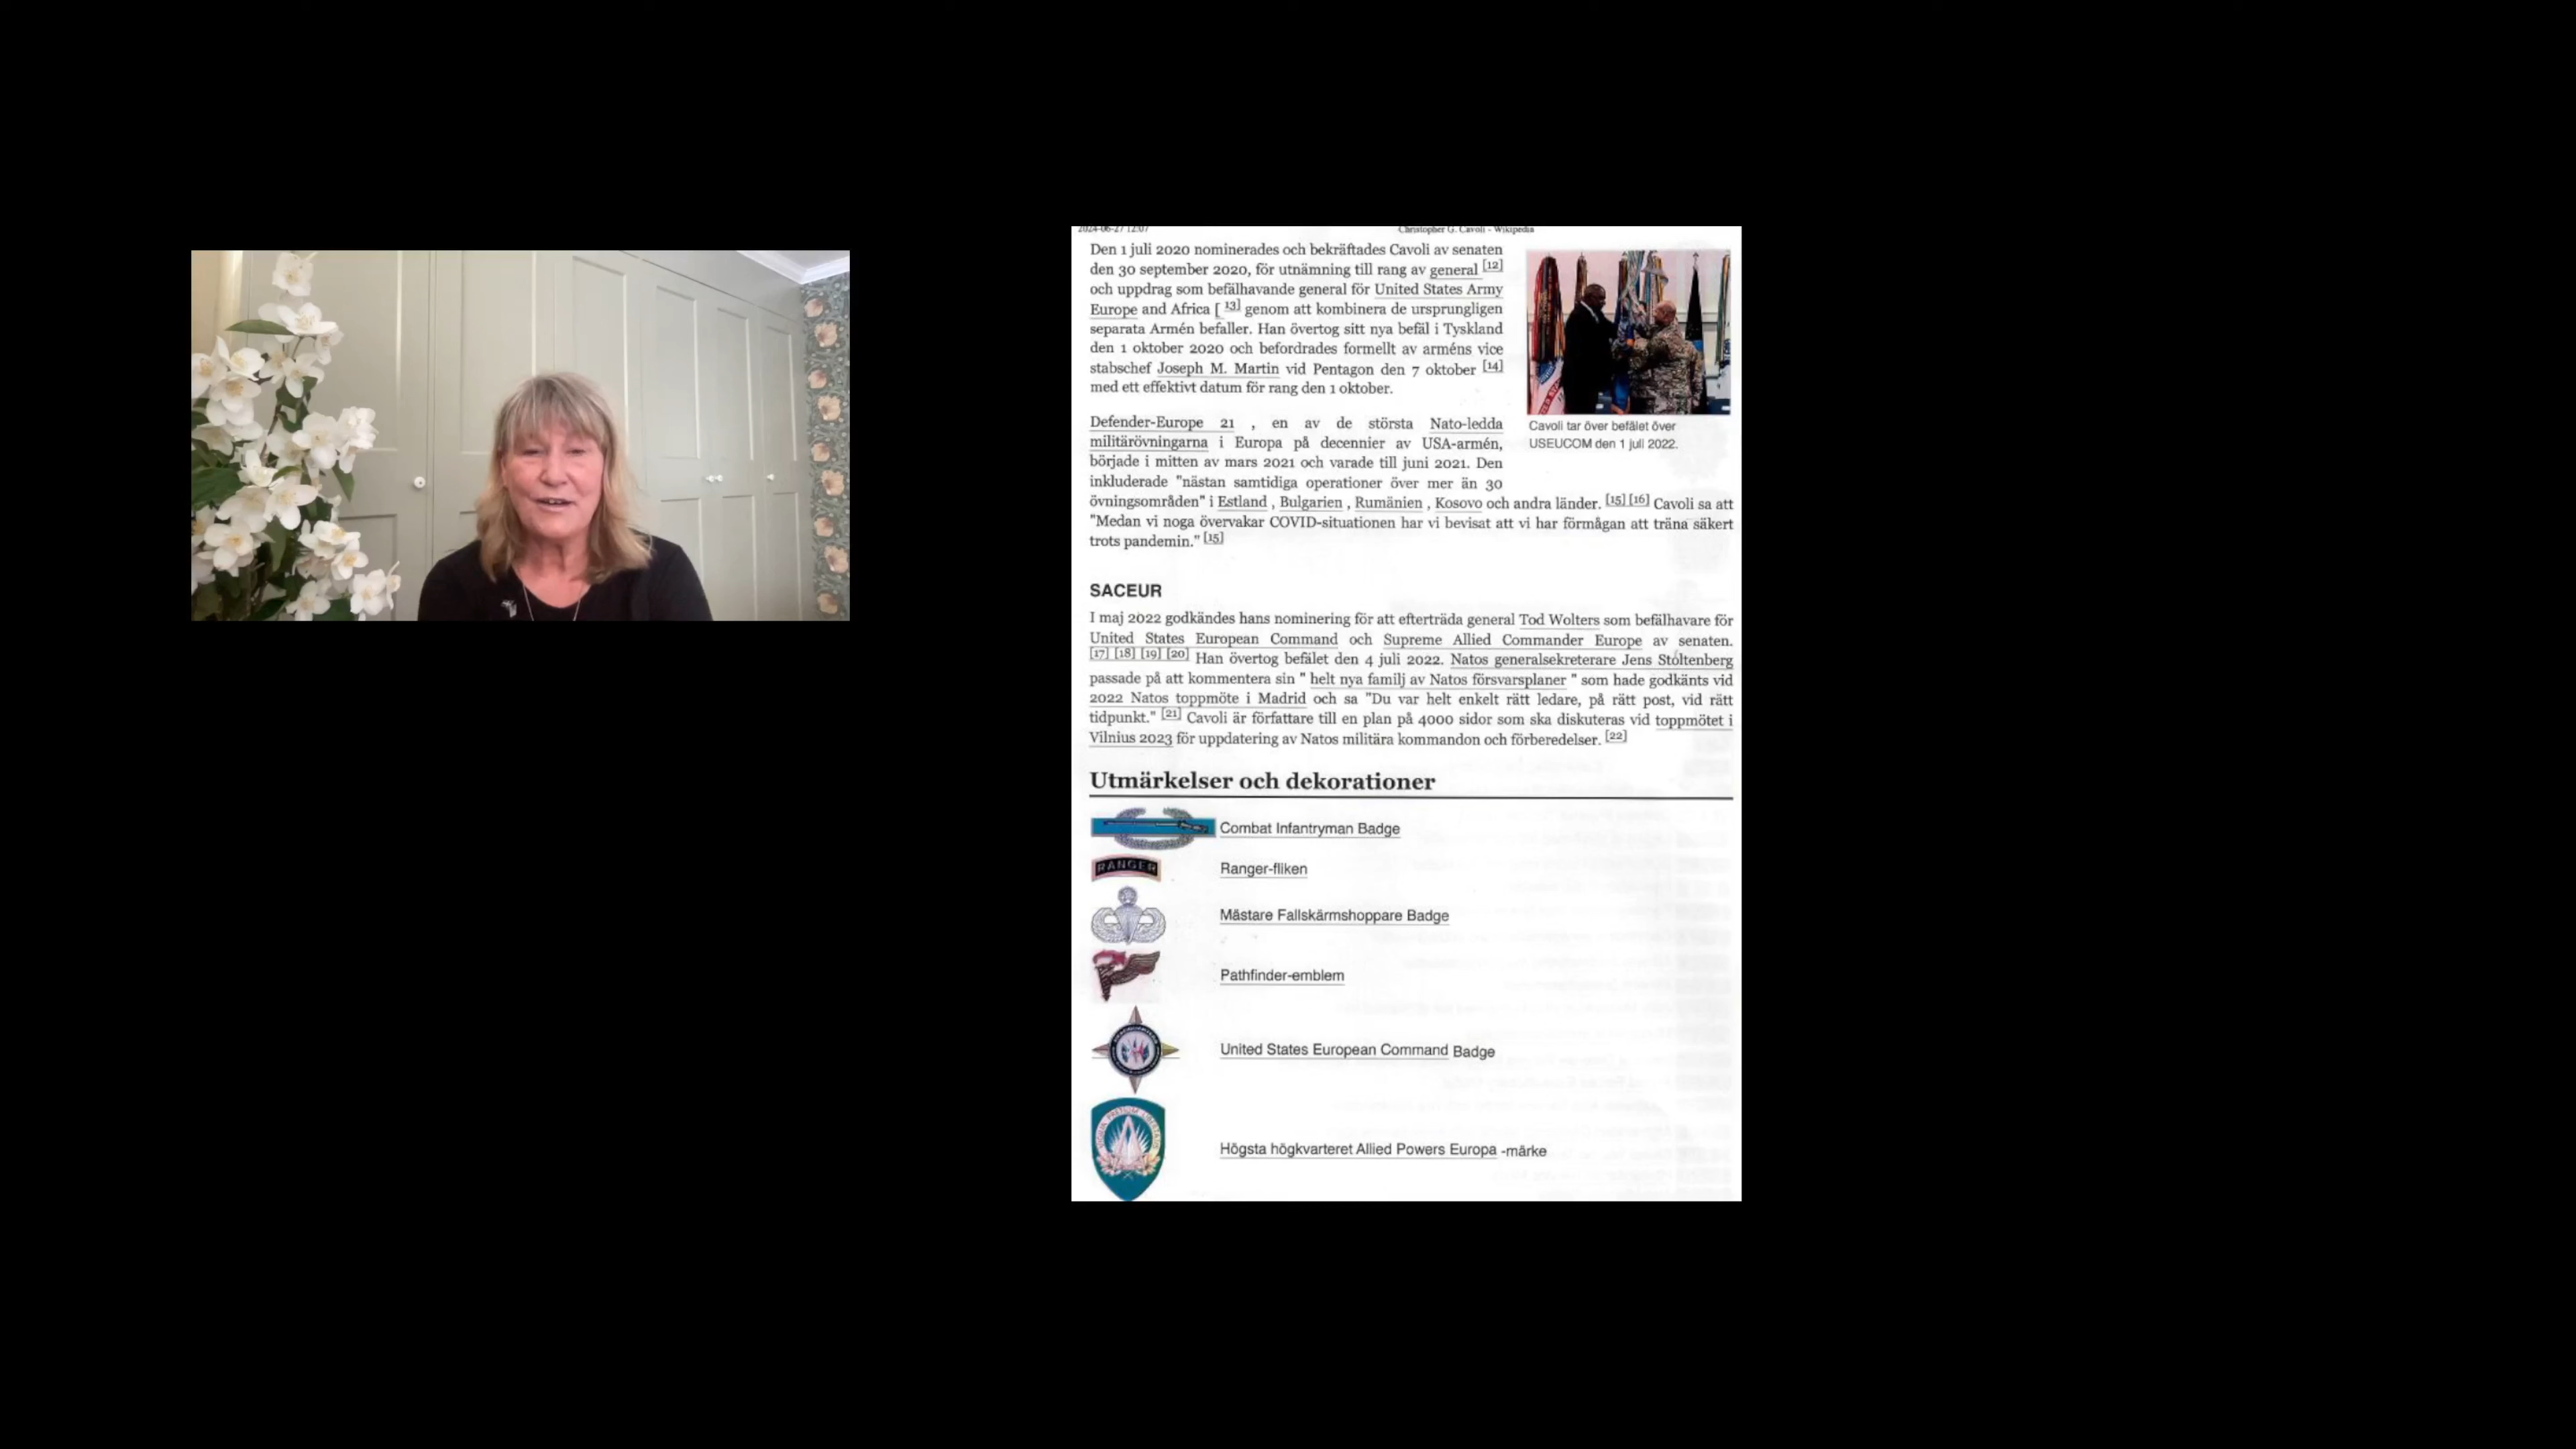 2024-06-27 12:07
Christopher G. Cavoli - Wikipedia
Den 1 juli 2020 nominerades och bekräftades Cavoli av senaten
den 30 september 2020, för utnämning till rang av general [12]
och uppdrag som befälhavande general för United States Army
Europe and Africa [ 13] genom att kombinera de ursprungligen
separata Armén befaller. Han övertog sitt nya befäl i Tyskland
den 1 oktober 2020 och befordrades formellt av arméns vice
stabschef Joseph M. Martin vid Pentagon den 7 oktober [14]
med ett effektivt datum för rang den 1 oktober.
Cavoli tar över befälet över
USEUCOM den 1 juli 2022.
Defender-Europe 21 , en av de största Nato-ledda
militärövningarna i Europa på decennier av USA-armén,
började i mitten av mars 2021 och varade till juni 2021. Den
inkluderade "nästan samtidiga operationer över mer än 30
övningsområden" i Estland , Bulgarien , Rumänien , Kosovo och andra länder. [15] [16] Cavoli sa att
"Medan vi noga övervakar COVID-situationen har vi bevisat att vi har förmågan att träna säkert
trots pandemin." [15]
SACEUR
I maj 2022 godkändes hans nominering för att efterträda general Tod Wolters som befälhavare för
United States European Command och Supreme Allied Commander Europe av senaten.
[17] [18] [19] [20] Han övertog befälet den 4 juli 2022. Natos generalsekreterare Jens Stoltenberg
passade på att kommentera sin " helt nya familj av Natos försvarsplaner " som hade godkänts vid
2022 Natos toppmöte i Madrid och sa "Du var helt enkelt rätt ledare, på rätt post, vid rätt
tidpunkt." [21] Cavoli är författare till en plan på 4000 sidor som ska diskuteras vid toppmötet i
Vilnius 2023 för uppdatering av Natos militära kommandon och förberedelser. [22]
Utmärkelser och dekorationer
Combat Infantryman Badge
RANGER
Ranger-fliken
Mästare Fallskärmshoppare Badge
Pathfinder-emblem
United States European Command Badge
Högsta högkvarteret Allied Powers Europa -märke